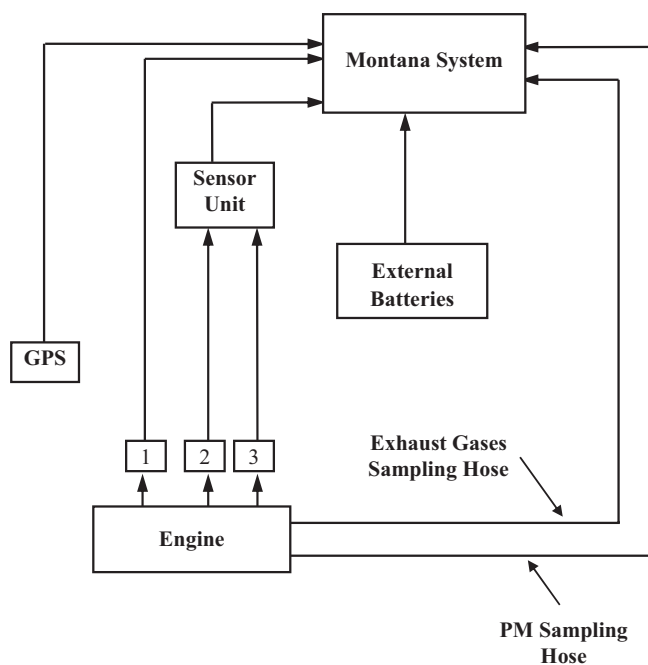 Montana System
Sensor
Unit
External
Batteries
GPS
1
2
3
Exhaust Gases
Sampling Hose
Engine
PM Sampling
Hose